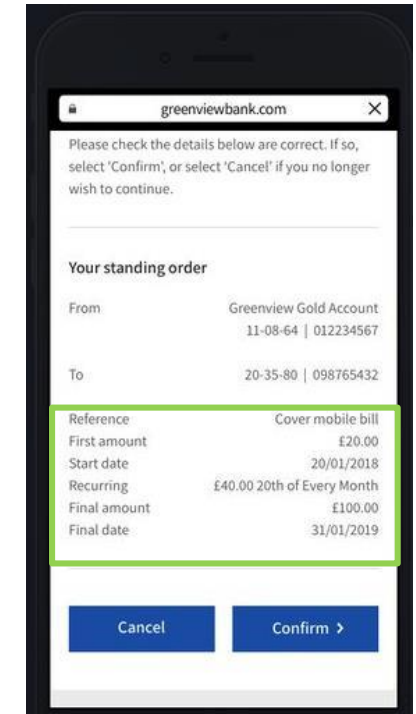 greenviewbank.com X
Please check the details below are correct. If so,
select 'Confirm', or select 'Cancel' if you no longer
wish to continue.
Your standing order
From Greenview Gold Account
11-08-64 | 012234567
To 20-35-80 | 098765432
Reference Cover mobile bill
First amount £20.00
Start date 20/01/2018
Recurring £40.00 20th of Every Month
Final amount £100.00
Final date 31/01/2019
Cancel Confirm >